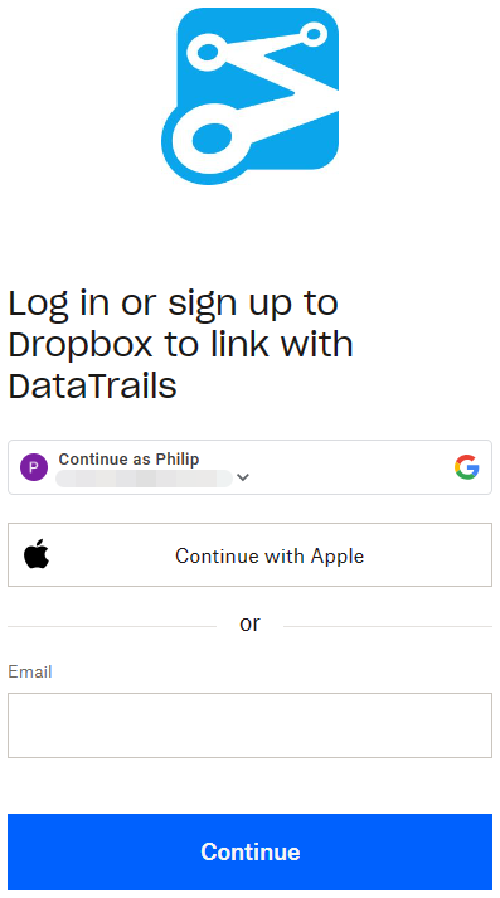 Log in or sign up to
Dropbox to link with
DataTrails
P
Continue as Philip
Continue with Apple
or
Email
Continue